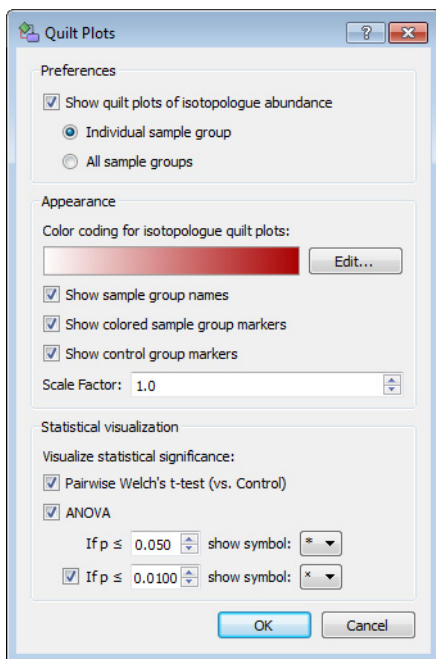 Quilt Plots
Preferences
Show quilt plots of isotopologue abundance
Individual sample group
All sample groups
Appearance
Color coding for isotopologue quilt plots:
Edit...
Show sample group names
Show colored sample group markers
Show control group markers
Scale Factor: 1.0
Statistical visualization
Visualize statistical significance:
Pairwise Welch's t-test (vs. Control)
ANOVA
If p ≤ 0.050 show symbol: *
If p ≤ 0.0100 show symbol: ×
OK Cancel